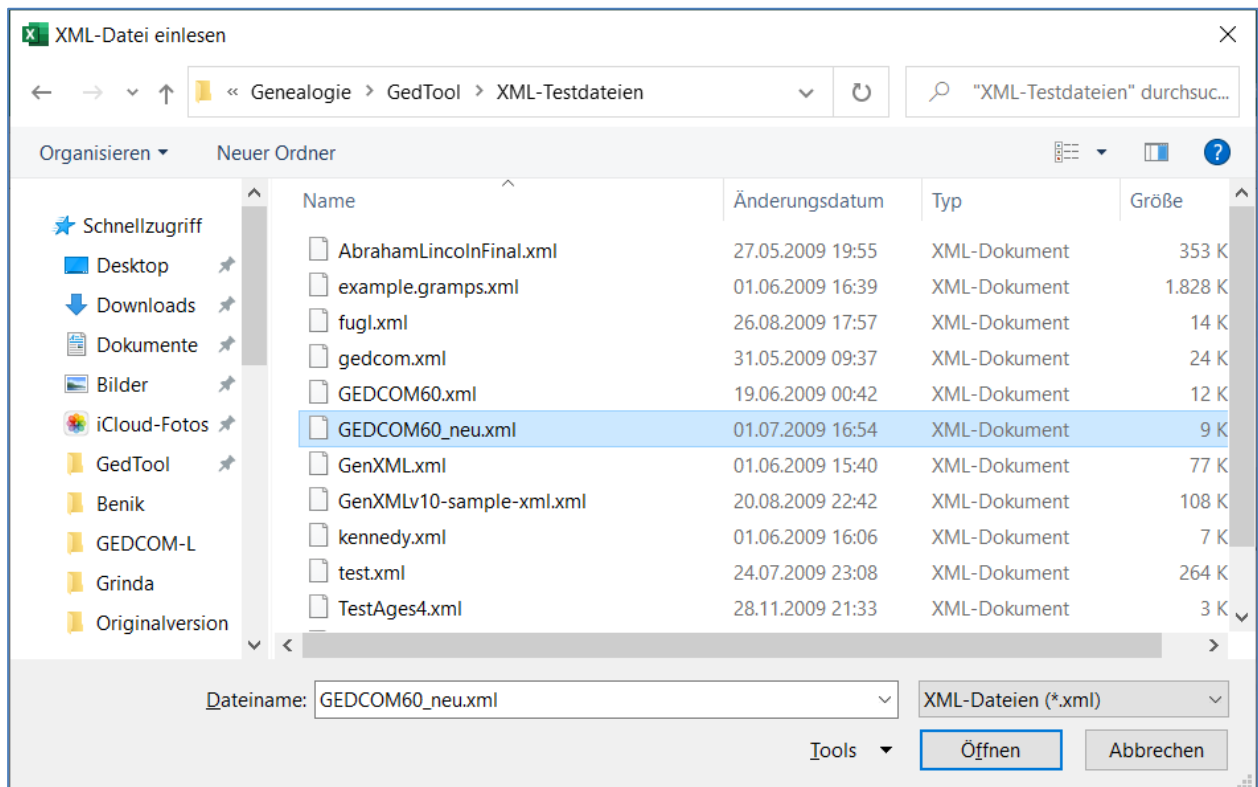 XML-Datei einlesen
« Genealogie > GedTool > XML-Testdateien "XML-Testdateien" durchsuc...
Organisieren Neuer Ordner ?
Name Änderungsdatum Typ Größe
Schnellzugriff
Desktop
Downloads
Dokumente
Bilder
iCloud-Fotos
GedTool
Benik
GEDCOM-L
Grinda
Originalversion
AbrahamLincolnFinal.xml 27.05.2009 19:55 XML-Dokument 353 K
example.gramps.xml 01.06.2009 16:39 XML-Dokument 1.828 K
fugl.xml 26.08.2009 17:57 XML-Dokument 14 K
gedcom.xml 31.05.2009 09:37 XML-Dokument 24 K
GEDCOM60.xml 19.06.2009 00:42 XML-Dokument 12 K
GEDCOM60_neu.xml 01.07.2009 16:54 XML-Dokument 9 K
GenXML.xml 01.06.2009 15:40 XML-Dokument 77 K
GenXMLv10-sample-xml.xml 20.08.2009 22:42 XML-Dokument 108 K
kennedy.xml 01.06.2009 16:06 XML-Dokument 7 K
test.xml 24.07.2009 23:08 XML-Dokument 264 K
TestAges4.xml 28.11.2009 21:33 XML-Dokument 3 K
Dateiname: GEDCOM60_neu.xml XML-Dateien (*.xml)
Tools Öffnen Abbrechen